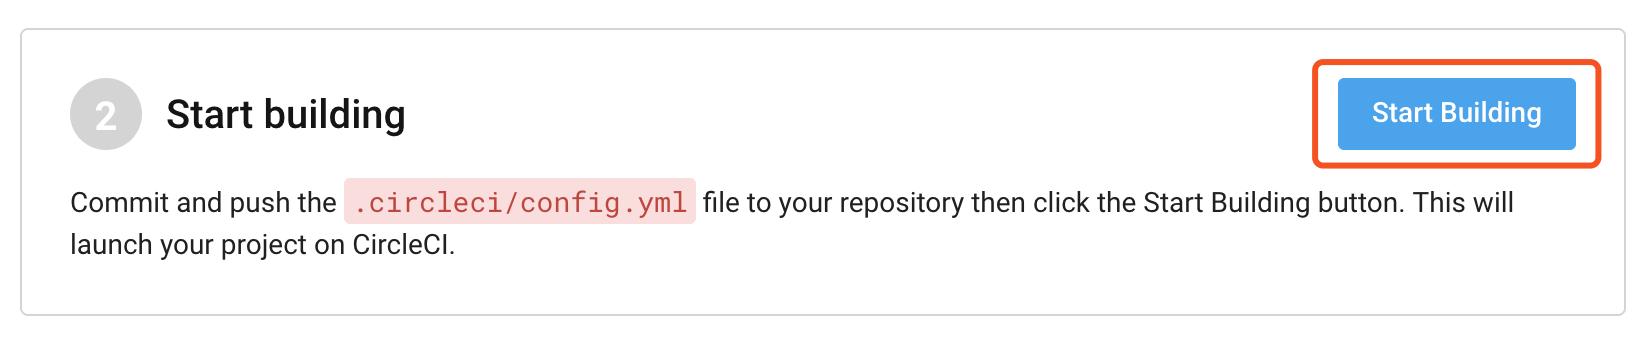 2 Start building Start Building
Commit and push the .circleci/config.yml file to your repository then click the Start Building button. This will
launch your project on CircleCI.